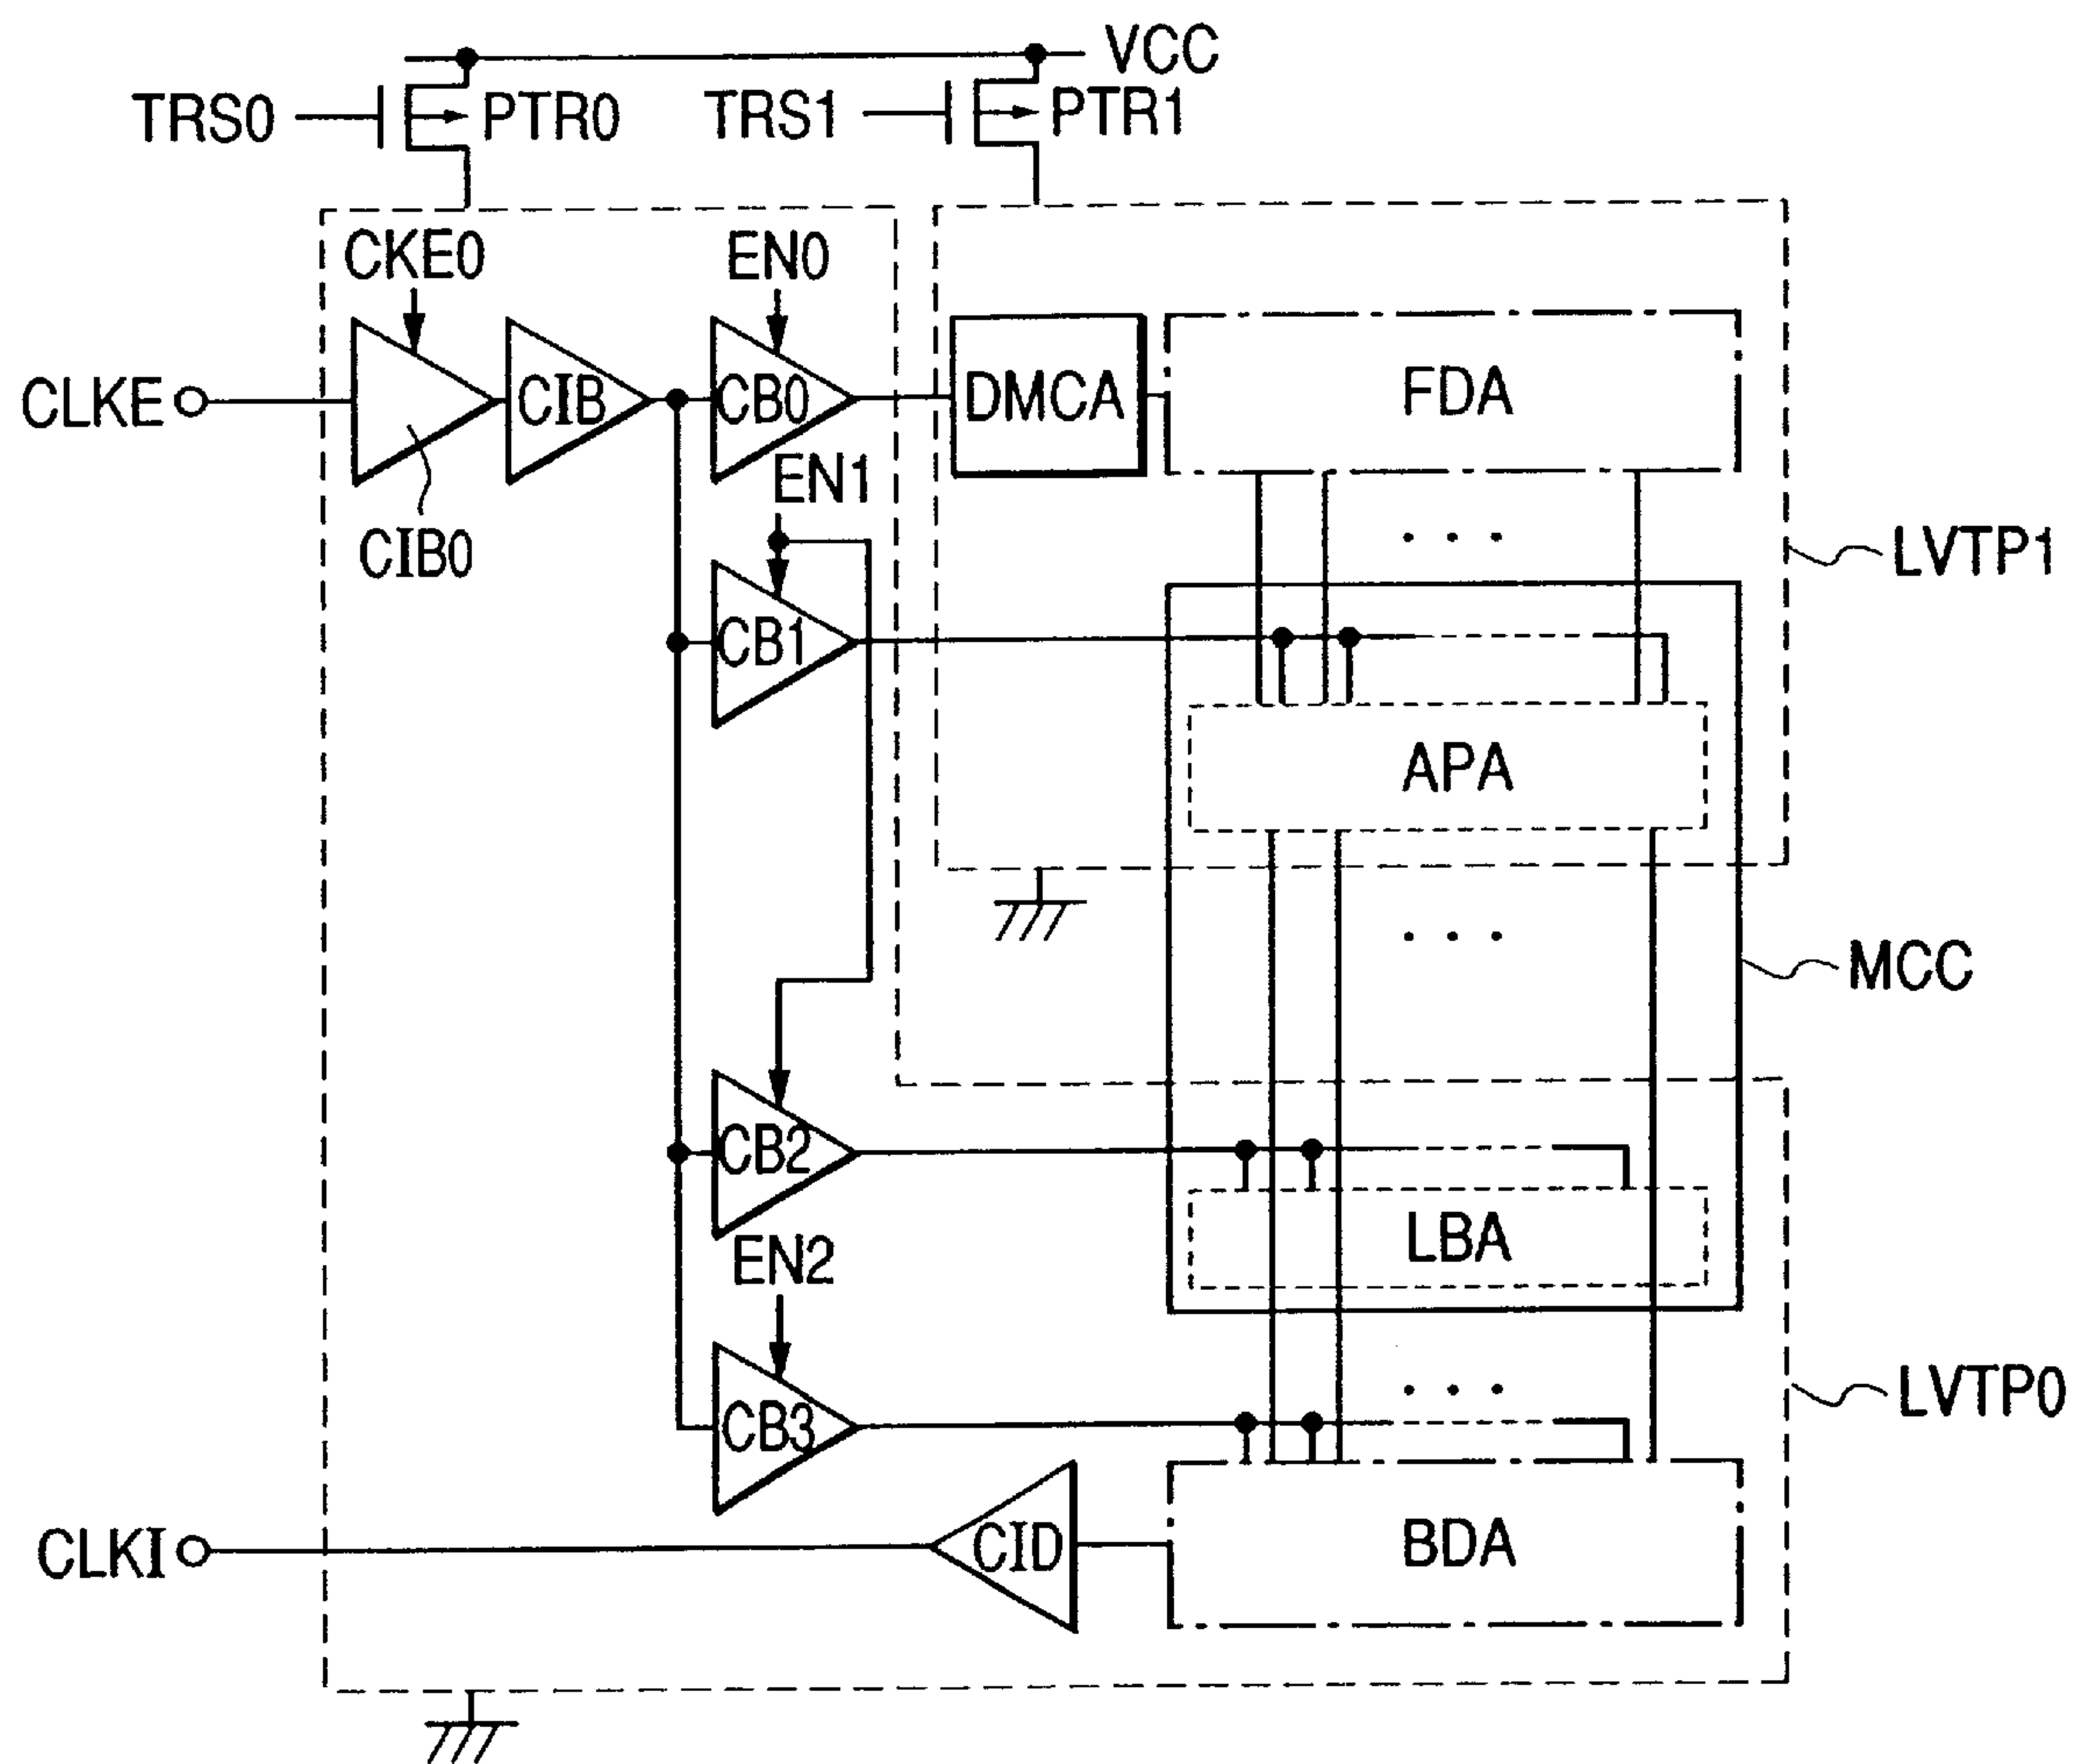 VCC
TRS0
PTR0
TRS1
PTR1
CKE0
EN0
CLKE
CIB
CB0
DMCA
FDA
EN1
CIB0
LVTP1
CB1
APA
MCC
CB2
LBA
EN2
LVTP0
CB3
CLKI
CID
BDA